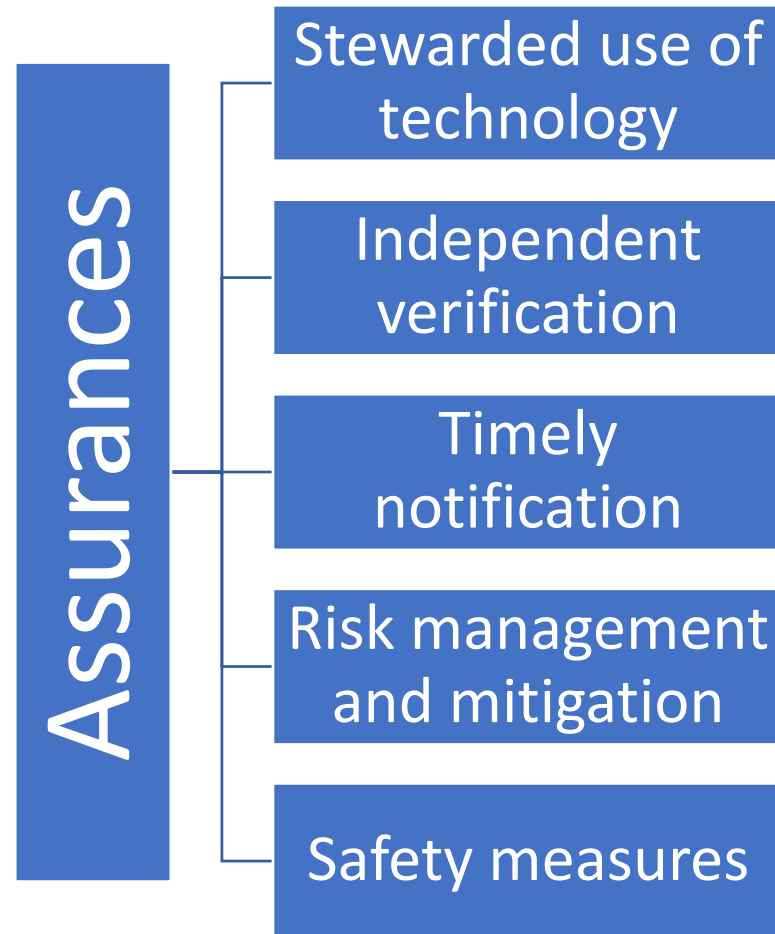 Assurances
Stewarded use of
technology
Independent
verification
Timely
notification
Risk management
and mitigation
Safety measures